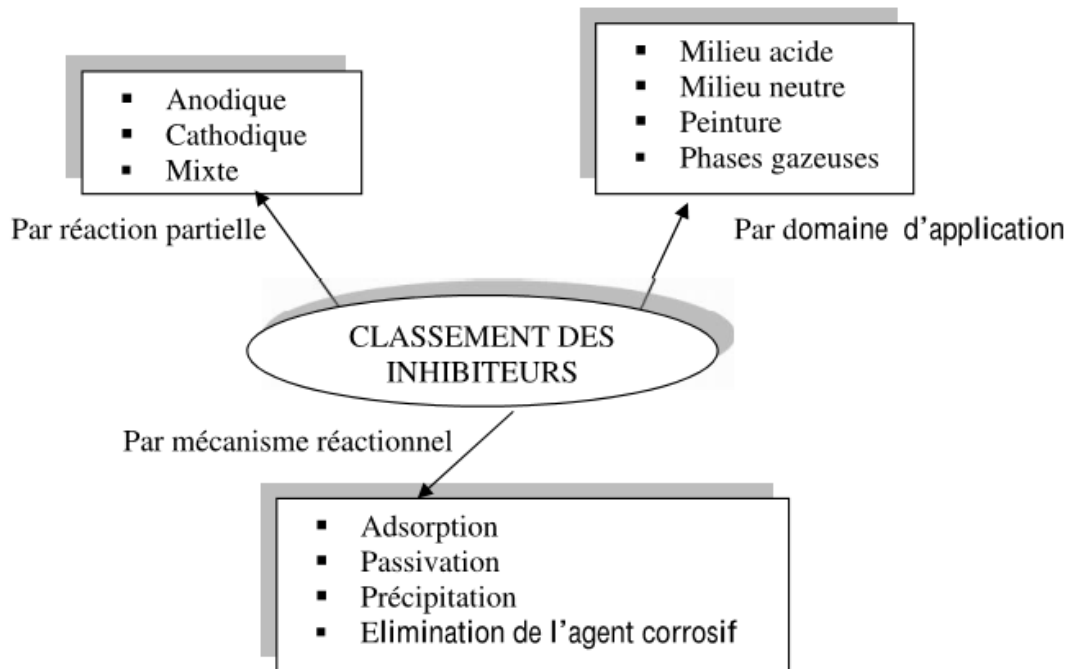 Anodique
Cathodique
Mixte
Milieu acide
Milieu neutre
Peinture
Phases gazeuses
Par réaction partielle
Par domaine d'application
CLASSEMENT DES
INHIBITEURS
Par mécanisme réactionnel
Adsorption
Passivation
Précipitation
Elimination de l'agent corrosif